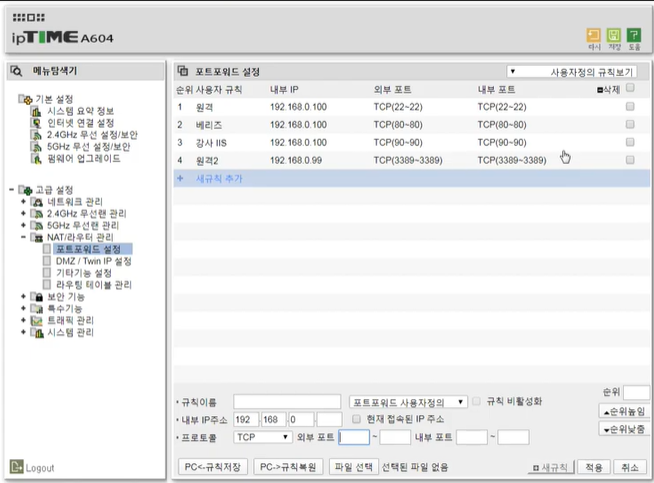 ipTIME A604
마시 저장 도움
메뉴탐색기
기본 설정
시스템 요약 정보
인터넷 연결 설정
2.4GHz 무선 설정/보안
5GHz 무선 설정/보안
펌웨어 업그레이드
고급 설정
네트워크 관리
2.4GHz 무선랜 관리
5GHz 무선랜 관리
NAT/라우터 관리
포트포워드 설정
DMZ / Twin IP 설정
기타기능 설정
라우팅 테이블 관리
보안 기능
특수기능
트래픽 관리
시스템 관리
Logout
포트포워드 설정 사용자정의 규칙보기
순위 사용자 규칙 내부 IP 외부 포트 내부 포트 삭제
1 원격 192.168.0.100 TCP(22~22) TCP(22~22)
2 베리즈 192.168.0.100 TCP(80~80) TCP(80~80)
3 강사 IIS 192.168.0.100 TCP(90~90) TCP(90~90)
4 원격2 192.168.0.99 TCP(3389~3389) TCP(3389~3389)
+ 새규칙 추가
순위
규칙이름 포트포워드 사용자정의 규칙 비활성화
순위높임
내부 IP주소 192 . 168 . 0 . 현재 접속된 IP 주소
순위낮춤
프로토콜 TCP 외부 포트 ~ 내부 포트 ~
PC<-규칙저장 PC->규칙복원 파일 선택 선택된 파일 없음 새규칙 적용 취소